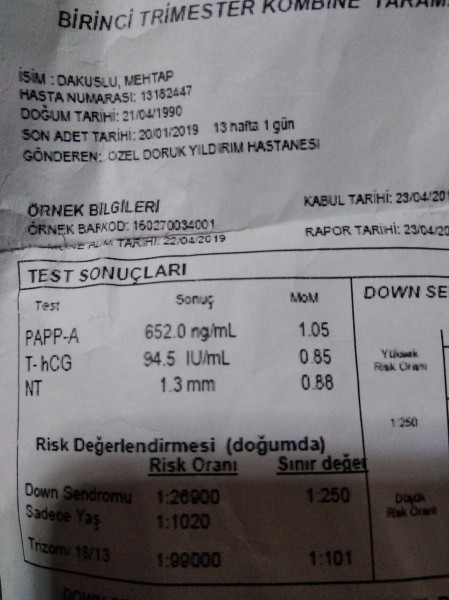 BİRİNCİ TRİMESTER KOMBİNE TARAM
İSİM : DAKUSLU, MEHTAP
HASTA NUMARASI: 13182447
DOĞUM TARİHİ: 21/04/1990
SON ADET TARİHİ: 20/01/2019 13 hafta 1 gün
GÖNDEREN: ÖZEL DORUK YILDIRIM HASTANESİ
ÖRNEK BİLGİLERİ
KABUL TARİHİ: 23/04/201
ÖRNEK BARKOD: 150270034001
ALIM TARİHİ: 22/04/2019
RAPOR TARİHİ: 23/04/20
TEST SONUÇLARI
DOWN SE
Test Sonuç MoM
PAPP-A 652.0 ng/mL 1.05
T-hCG 94.5 IU/mL 0.85
NT 1.3 mm 0.88
Yüksek
Risk Oranı
1:250
Düşük
Risk Oranı
Risk Değerlendirmesi (doğumda)
Risk Oranı Sınır değer
Down Sendromu 1:26900 1:250
Sadece Yaş 1:1020
Trizomi 18/13 1:99000 1:101